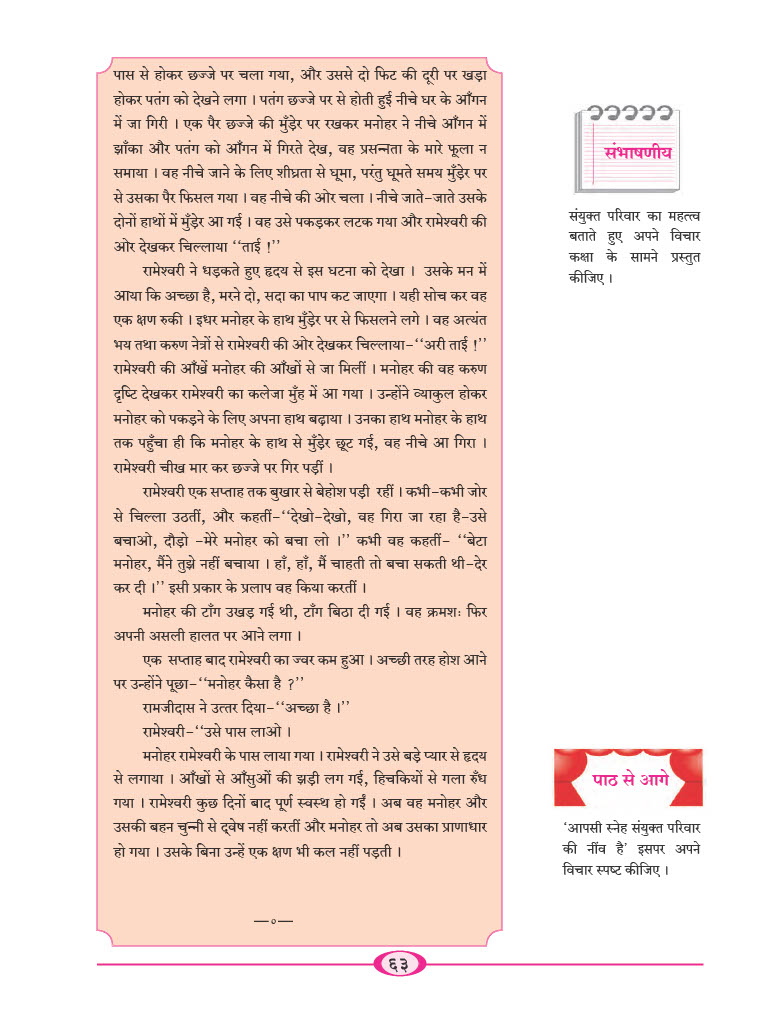 पास से होकर छज्जे पर चला गया, और उससे दो फिट की दूरी पर खड़ा
होकर पतंग को देखने लगा । पतंग छज्जे पर से होती हुई नीचे घर के आँगन
में जा गिरी । एक पैर छज्जे की मुँड़ेर पर रखकर मनोहर ने नीचे आँगन में
झाँका और पतंग को आँगन में गिरते देख, वह प्रसन्नता के मारे फूला न
समाया । वह नीचे जाने के लिए शीघ्रता से घूमा, परंतु घूमते समय मुँड़ेर पर
से उसका पैर फिसल गया । वह नीचे की ओर चला । नीचे जाते-जाते उसके
दोनों हाथों में मुँड़ेर आ गई । वह उसे पकड़कर लटक गया और रामेश्वरी की
ओर देखकर चिल्लाया ‘‘ताई !’’
रामेश्वरी ने धड़कते हुए हृदय से इस घटना को देखा । उसके मन में
आया कि अच्छा है, मरने दो, सदा का पाप कट जाएगा । यही सोच कर वह
एक क्षण रुकी । इधर मनोहर के हाथ मुँड़ेर पर से फिसलने लगे । वह अत्यंत
भय तथा करुण नेत्रों से रामेश्वरी की ओर देखकर चिल्लाया-‘‘अरी ताई !’’
रामेश्वरी की आँखें मनोहर की आँखों से जा मिलीं । मनोहर की वह करुण
दृष्टि देखकर रामेश्वरी का कलेजा मुँह में आ गया । उन्होंने व्याकुल होकर
मनोहर को पकड़ने के लिए अपना हाथ बढ़ाया । उनका हाथ मनोहर के हाथ
तक पहुँचा ही कि मनोहर के हाथ से मुँड़ेर छूट गई, वह नीचे आ गिरा ।
रामेश्वरी चीख मार कर छज्जे पर गिर पड़ीं ।
रामेश्वरी एक सप्ताह तक बुखार से बेहोश पड़ी रहीं । कभी-कभी जोर
से चिल्ला उठतीं, और कहतीं-‘‘देखो-देखो, वह गिरा जा रहा है-उसे
बचाओ, दौड़ो -मेरे मनोहर को बचा लो ।’’ कभी वह कहतीं- ‘‘बेटा
मनोहर, मैंने तुझे नहीं बचाया । हाँ, हाँ, मैं चाहती तो बचा सकती थी-देर
कर दी ।’’ इसी प्रकार के प्रलाप वह किया करतीं ।
मनोहर की टाँग उखड़ गई थी, टाँग बिठा दी गई । वह क्रमशः फिर
अपनी असली हालत पर आने लगा ।
एक सप्ताह बाद रामेश्वरी का ज्वर कम हुआ । अच्छी तरह होश आने
पर उन्होंने पूछा-‘‘मनोहर कैसा है ?’’
रामजीदास ने उत्तर दिया-‘‘अच्छा है ।’’
रामेश्वरी-‘‘उसे पास लाओ ।
मनोहर रामेश्वरी के पास लाया गया । रामेश्वरी ने उसे बड़े प्यार से हृदय
से लगाया । आँखों से आँसुओं की झड़ी लग गई, हिचकियों से गला रुँध
गया । रामेश्वरी कुछ दिनों बाद पूर्ण स्वस्थ हो गईं । अब वह मनोहर और
उसकी बहन चुन्नी से द्‌वेष नहीं करतीं और मनोहर तो अब उसका प्राणाधार
हो गया । उसके बिना उन्हें एक क्षण भी कल नहीं पड़ती ।
—०—
संभाषणीय
संयुक्त परिवार का महत्त्व
बताते हुए अपने विचार
कक्षा के सामने प्रस्तुत
कीजिए ।
पाठ से आगे
‘आपसी स्नेह संयुक्त परिवार
की नींव है’ इसपर अपने
विचार स्पष्ट कीजिए ।
६३